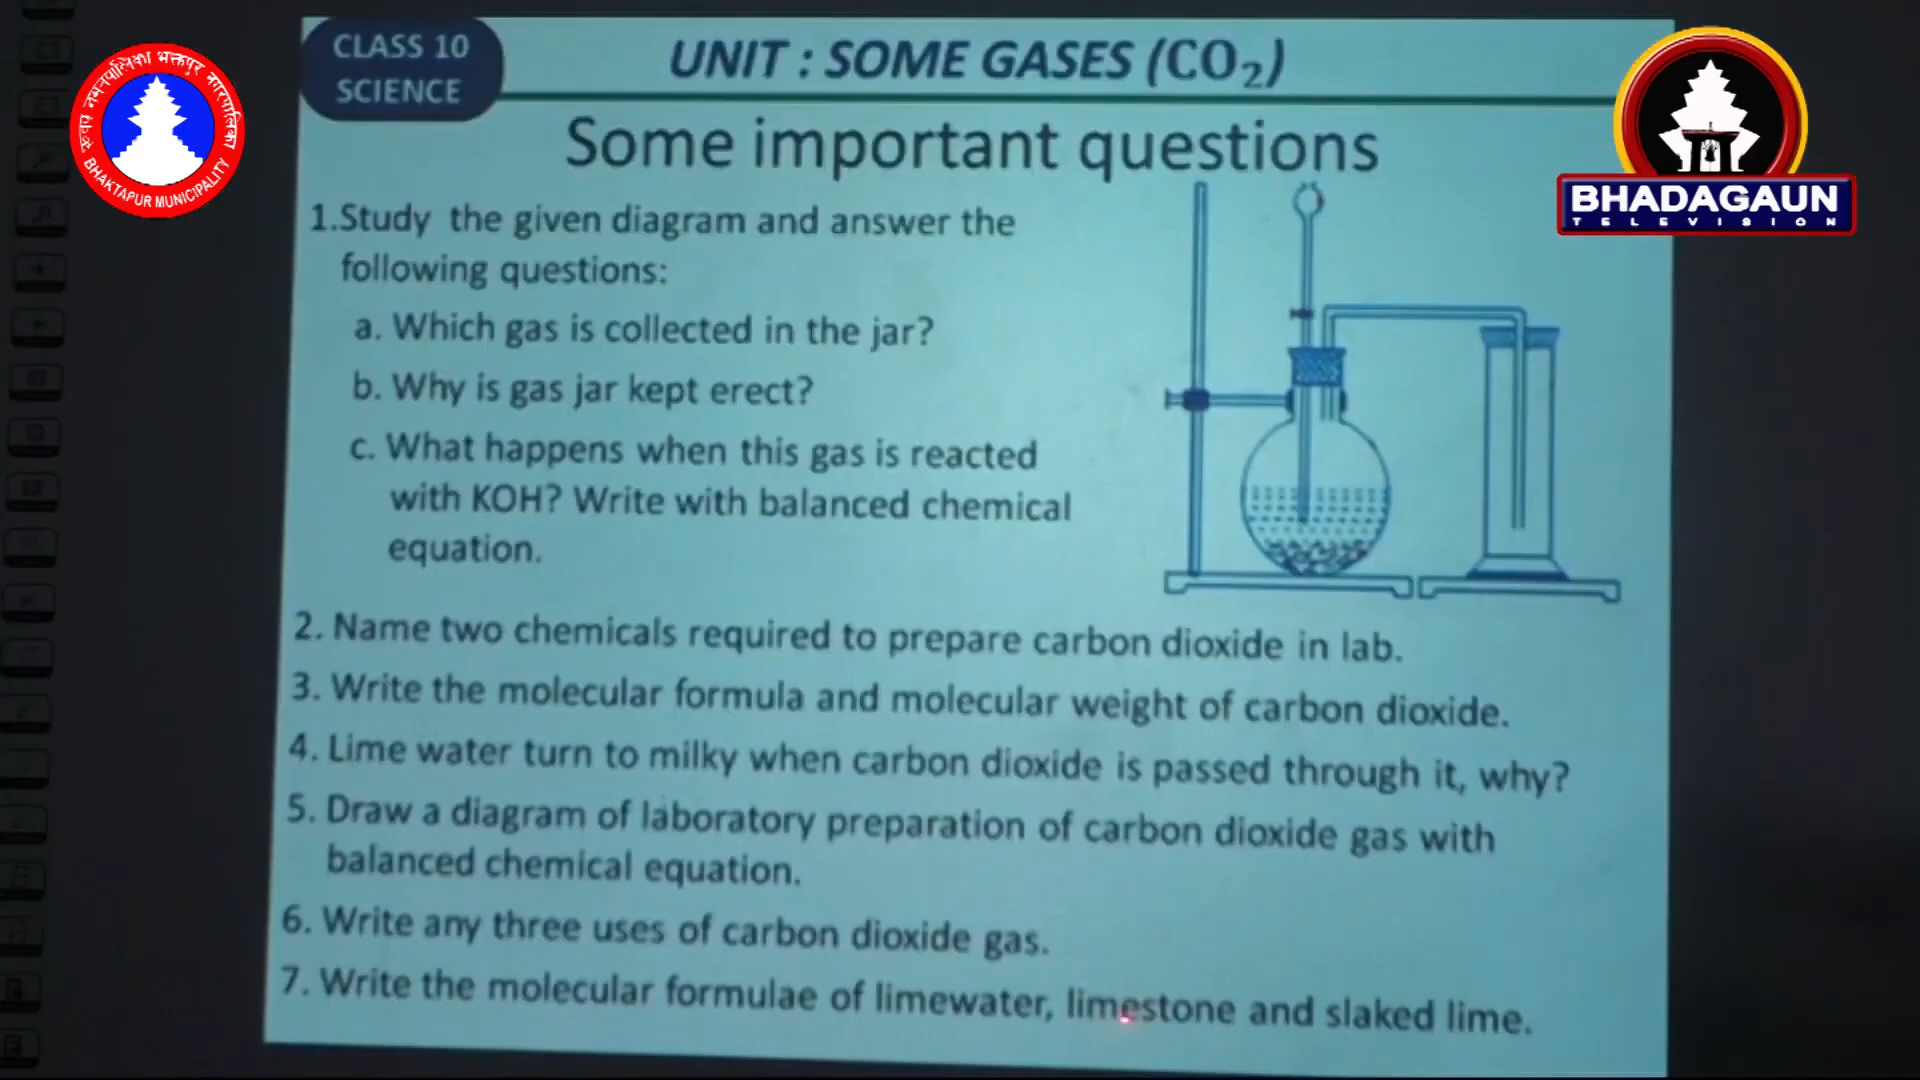 CLASS 10
SCIENCE
UNIT : SOME GASES (CO₂)
Some important questions
1.Study the given diagram and answer the
following questions:
a. Which gas is collected in the jar?
b. Why is gas jar kept erect?
c. What happens when this gas is reacted
with KOH? Write with balanced chemical
equation.
2. Name two chemicals required to prepare carbon dioxide in lab.
3. Write the molecular formula and molecular weight of carbon dioxide.
4. Lime water turn to milky when carbon dioxide is passed through it, why?
5. Draw a diagram of laboratory preparation of carbon dioxide gas with
balanced chemical equation.
6. Write any three uses of carbon dioxide gas.
7. Write the molecular formulae of limewater, limestone and slaked lime.
BHAKTAPUR MUNICIPALITY
BHADAGAUN
TELEVISION